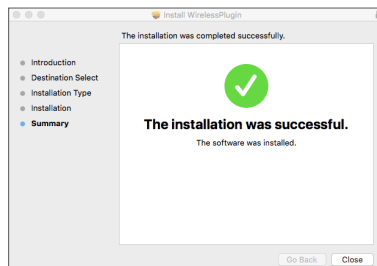 Install WirelessPlugin
The installation was completed successfully.
Introduction
Destination Select
Installation Type
Installation
Summary
The installation was successful.
The software was installed.
Go Back
Close